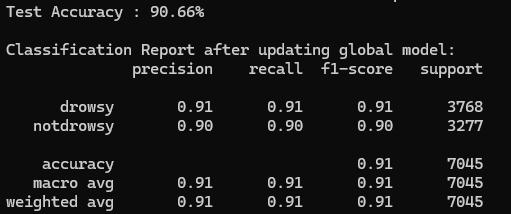 Test Accuracy : 90.66%
Classification Report after updating global model:
precision recall f1-score support
drowsy 0.91 0.91 0.91 3768
notdrowsy 0.90 0.90 0.90 3277
accuracy 0.91 7045
macro avg 0.91 0.91 0.91 7045
weighted avg 0.91 0.91 0.91 7045